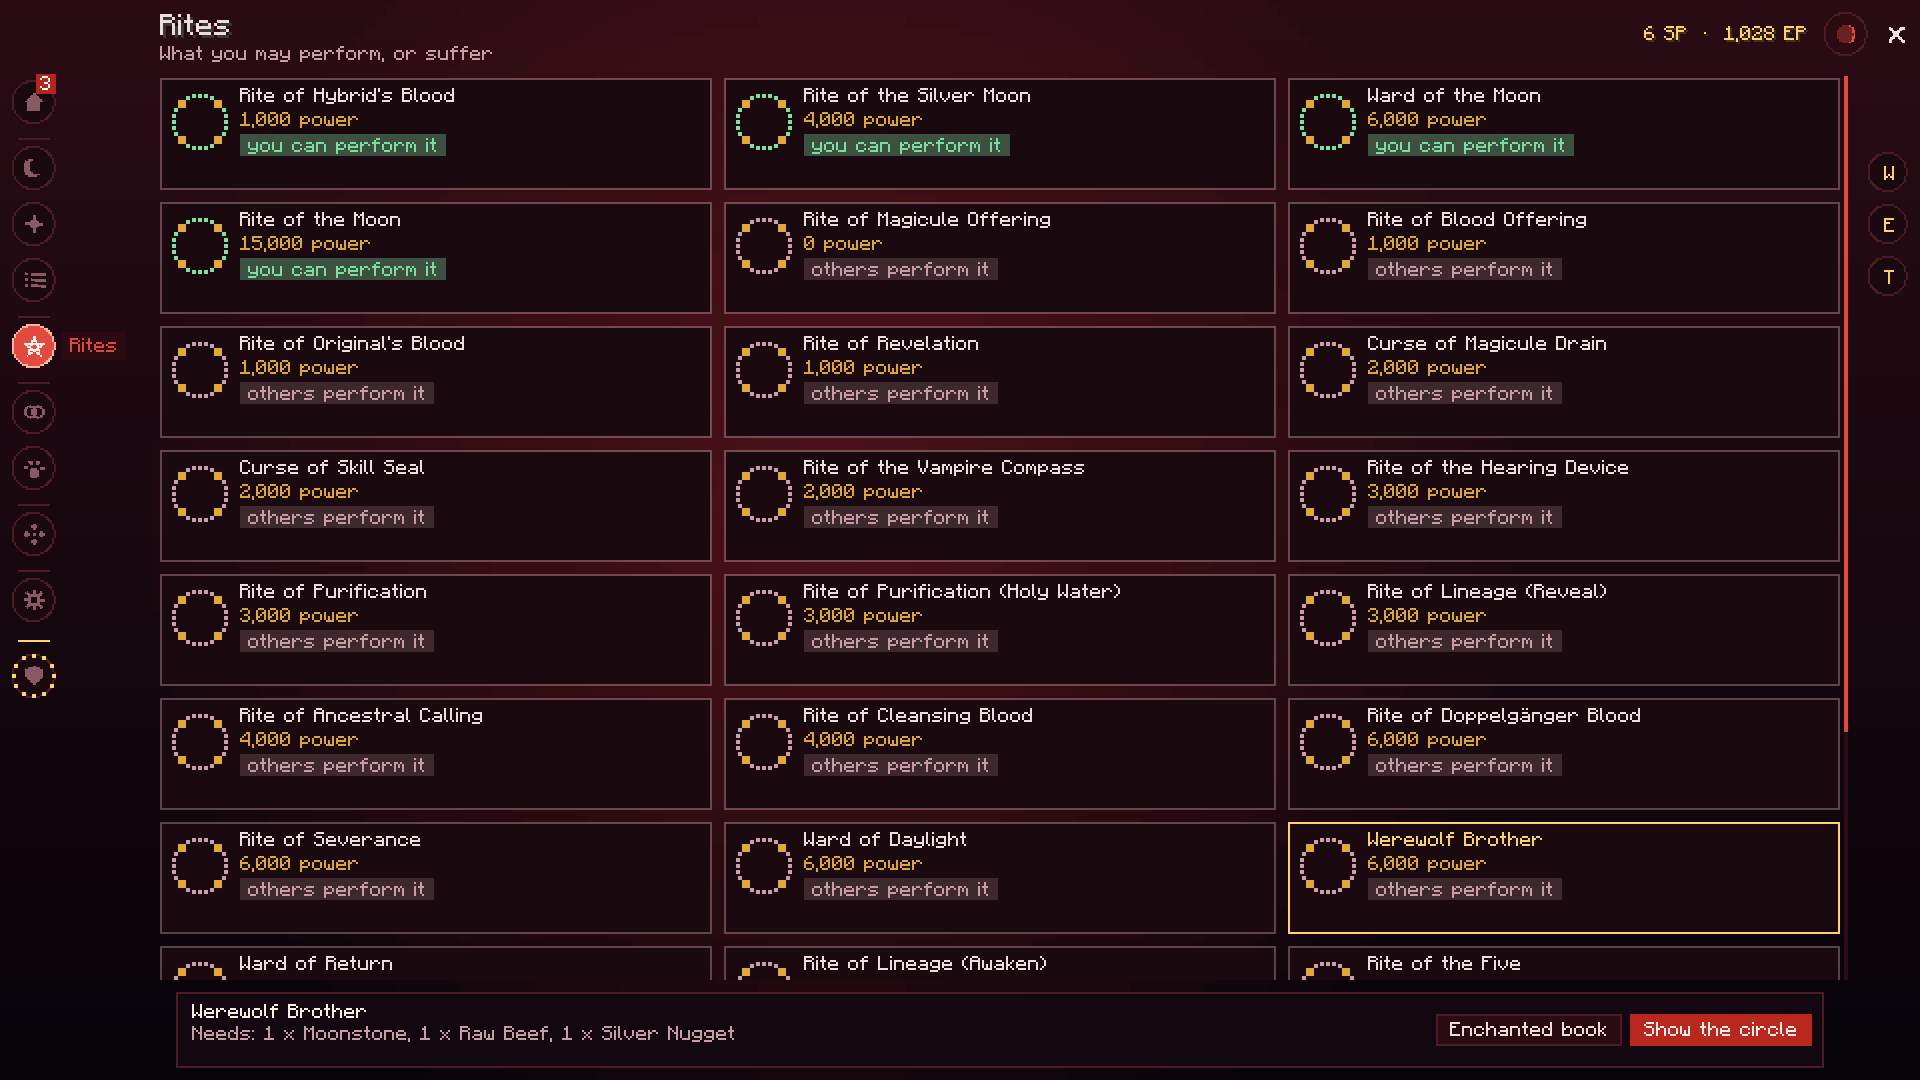 Rites
What you may perform, or suffer
6 SP · 1,028 EP
3
Rite of Hybrid's Blood
1,000 power
you can perform it
Rite of the Silver Moon
4,000 power
you can perform it
Ward of the Moon
6,000 power
you can perform it
W
Rite of the Moon
15,000 power
you can perform it
Rite of Magicule Offering
0 power
others perform it
Rite of Blood Offering
1,000 power
others perform it
E
T
Rites
Rite of Original's Blood
1,000 power
others perform it
Rite of Revelation
1,000 power
others perform it
Curse of Magicule Drain
2,000 power
others perform it
Curse of Skill Seal
2,000 power
others perform it
Rite of the Vampire Compass
2,000 power
others perform it
Rite of the Hearing Device
3,000 power
others perform it
Rite of Purification
3,000 power
others perform it
Rite of Purification (Holy Water)
3,000 power
others perform it
Rite of Lineage (Reveal)
3,000 power
others perform it
Rite of Ancestral Calling
4,000 power
others perform it
Rite of Cleansing Blood
4,000 power
others perform it
Rite of Doppelgänger Blood
6,000 power
others perform it
Rite of Severance
6,000 power
others perform it
Ward of Daylight
6,000 power
others perform it
Werewolf Brother
6,000 power
others perform it
Ward of Return
Rite of Lineage (Awaken)
Rite of the Five
Werewolf Brother
Needs: 1 x Moonstone, 1 x Raw Beef, 1 x Silver Nugget
Enchanted book
Show the circle